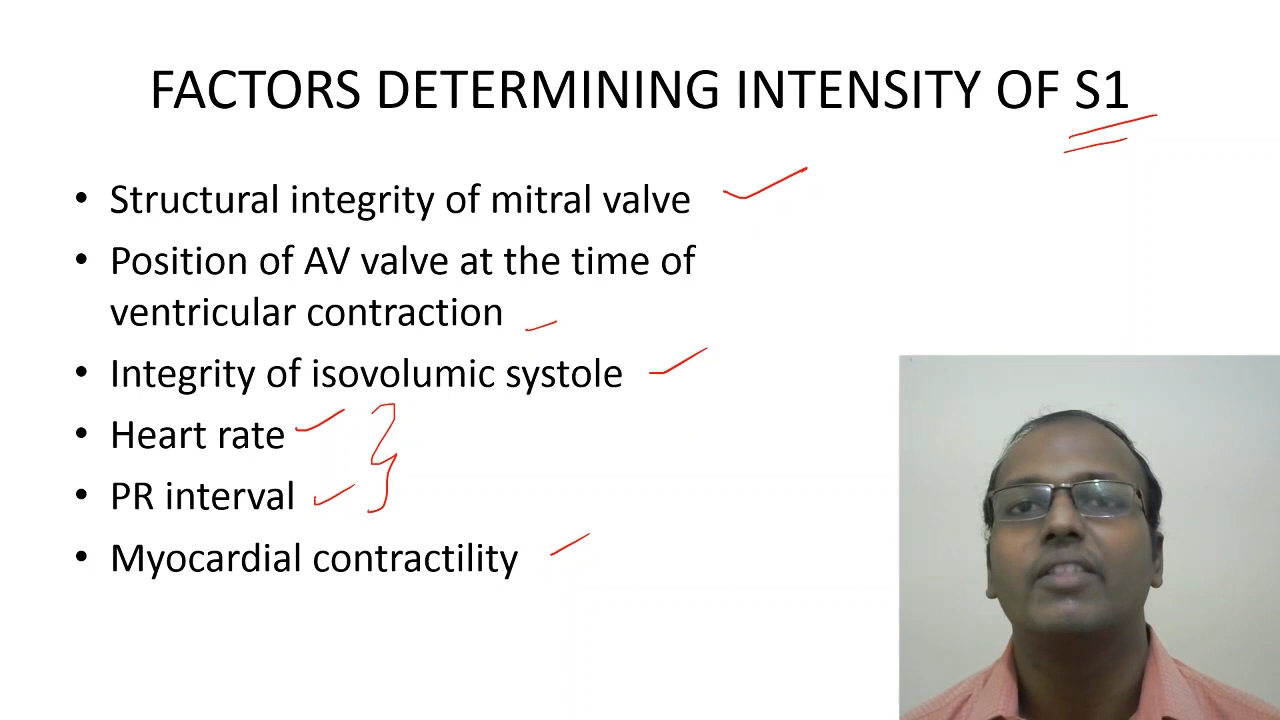 FACTORS DETERMINING INTENSITY OF S1
• Structural integrity of mitral valve
• Position of AV valve at the time of
ventricular contraction
• Integrity of isovolumic systole
• Heart rate
• PR interval
• Myocardial contractility